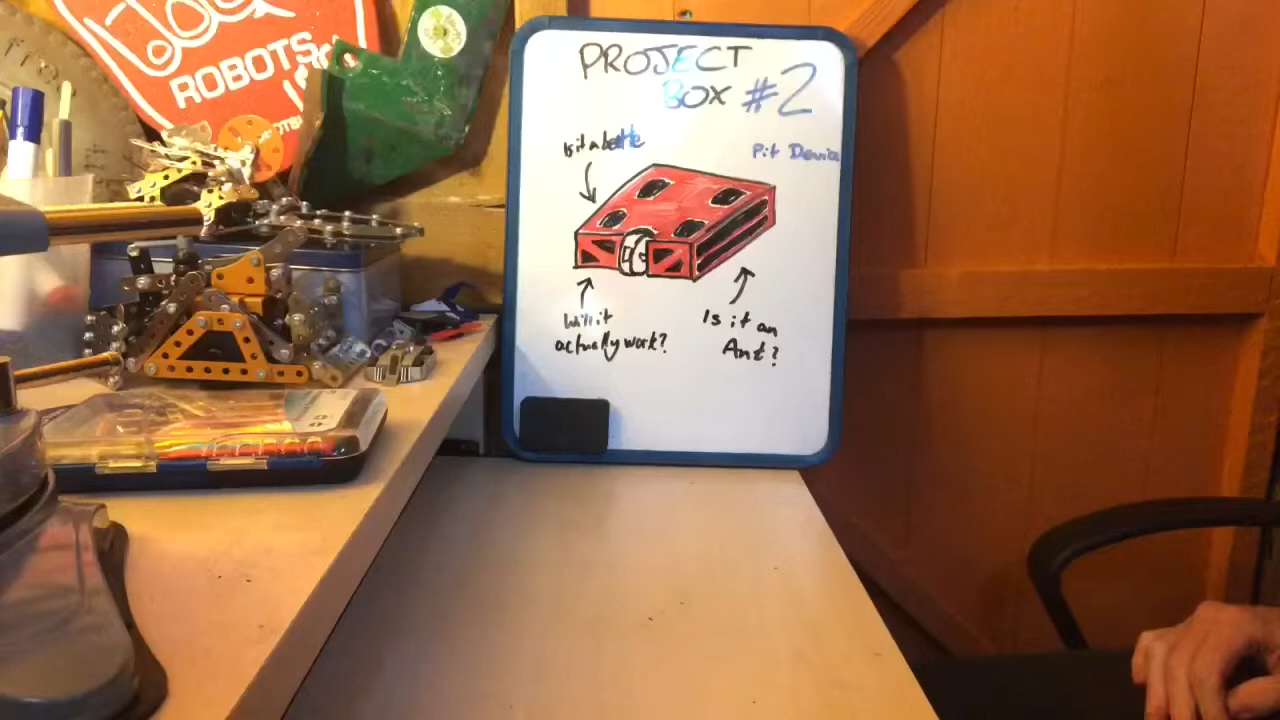 ROBOTS
PROJECT
BOX #2
Is it a beetle
Pit Device
Will it
actually work?
Is it an
Ant?